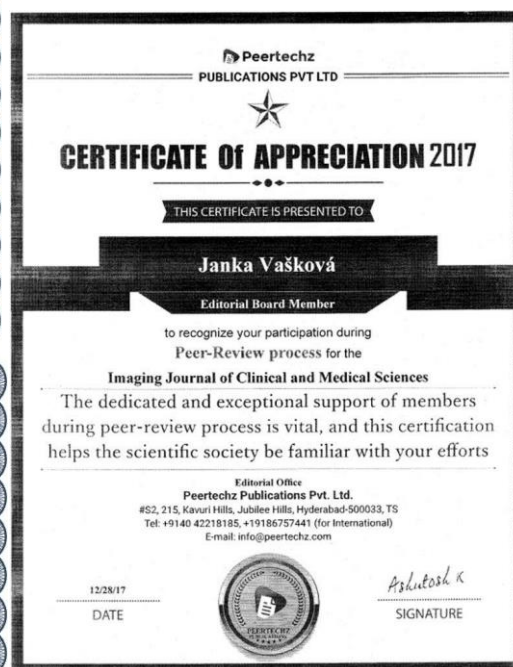 Peertechz
PUBLICATIONS PVT LTD
CERTIFICATE Of APPRECIATION 2017
THIS CERTIFICATE IS PRESENTED TO
Janka Vašková
Editorial Board Member
to recognize your participation during
Peer-Review process for the
Imaging Journal of Clinical and Medical Sciences
The dedicated and exceptional support of members
during peer-review process is vital, and this certification
helps the scientific society be familiar with your efforts
Editorial Office
Peertechz Publications Pvt. Ltd.
#S2, 215, Kavuri Hills, Jubilee Hills, Hyderabad-500033, TS
Tel: +9140 42218185, +19186757441 (for International)
E-mail: info@peertechz.com
12/28/17
DATE
PEERTECHZ
PUBLICATIONS
Ashutosh K
SIGNATURE